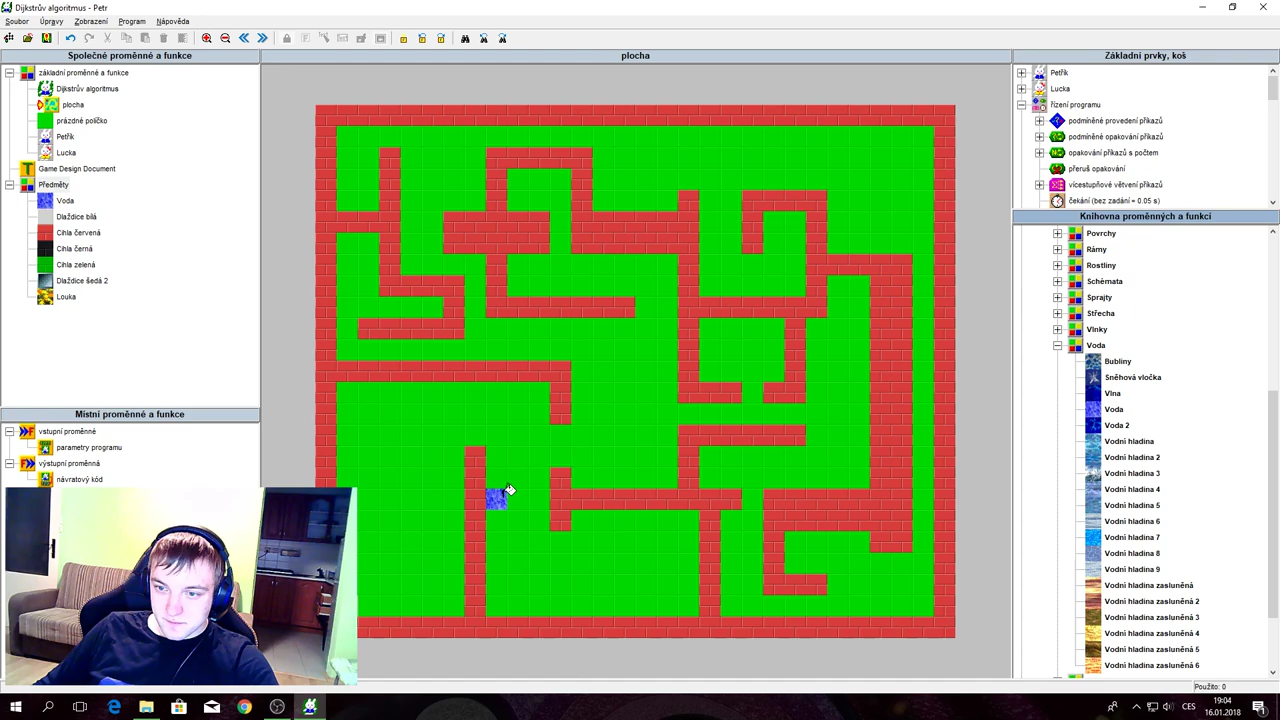 Dijkstrův algoritmus - Petr
Soubor Úpravy Zobrazení Program Nápověda
Společné proměnné a funkce
základní proměnné a funkce
Dijkstrův algoritmus
plocha
prázdné políčko
Petřík
Lucka
Game Design Document
Předměty
Voda
Dlaždice bílá
Cihla červená
Cihla černá
Cihla zelená
Dlaždice šedá 2
Louka
Místní proměnné a funkce
vstupní proměnné
parametry programu
výstupní proměnná
návratový kód
plocha
Základní prvky, koš
Petřík
Lucka
řízení programu
podmíněné provedení příkazů
podmíněné opakování příkazů
opakování příkazů s počtem
přeruš opakování
vícestupňové větvení příkazů
čekání (bez zadání = 0.05 s)
Knihovna proměnných a funkcí
Povrchy
Rámy
Rostliny
Schémata
Sprajty
Střecha
Vlnky
Voda
Bubliny
Sněhová vločka
Vlna
Voda
Voda 2
Vodní hladina
Vodní hladina 2
Vodní hladina 3
Vodní hladina 4
Vodní hladina 5
Vodní hladina 6
Vodní hladina 7
Vodní hladina 8
Vodní hladina 9
Vodní hladina zasluněná
Vodní hladina zasluněná 2
Vodní hladina zasluněná 3
Vodní hladina zasluněná 4
Vodní hladina zasluněná 5
Vodní hladina zasluněná 6
Použito: 0
CES
19:04
16.01.2018